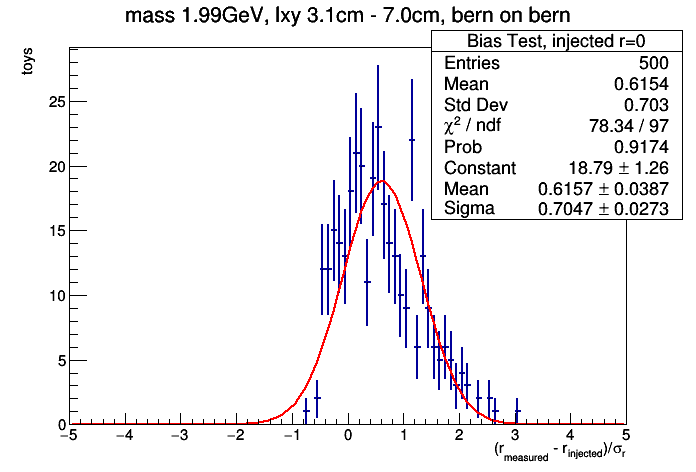 mass 1.99GeV, lxy 3.1cm - 7.0cm, bern on bern
Bias Test, injected r=0
Entries 500
Mean 0.6154
Std Dev 0.703
χ² / ndf 78.34 / 97
Prob 0.9174
Constant 18.79 ± 1.26
Mean 0.6157 ± 0.0387
Sigma 0.7047 ± 0.0273
toys
25
20
15
10
5
0
−5 −4 −3 −2 −1 0 1 2 3 4 5
(r_measured - r_injected)/σ_r